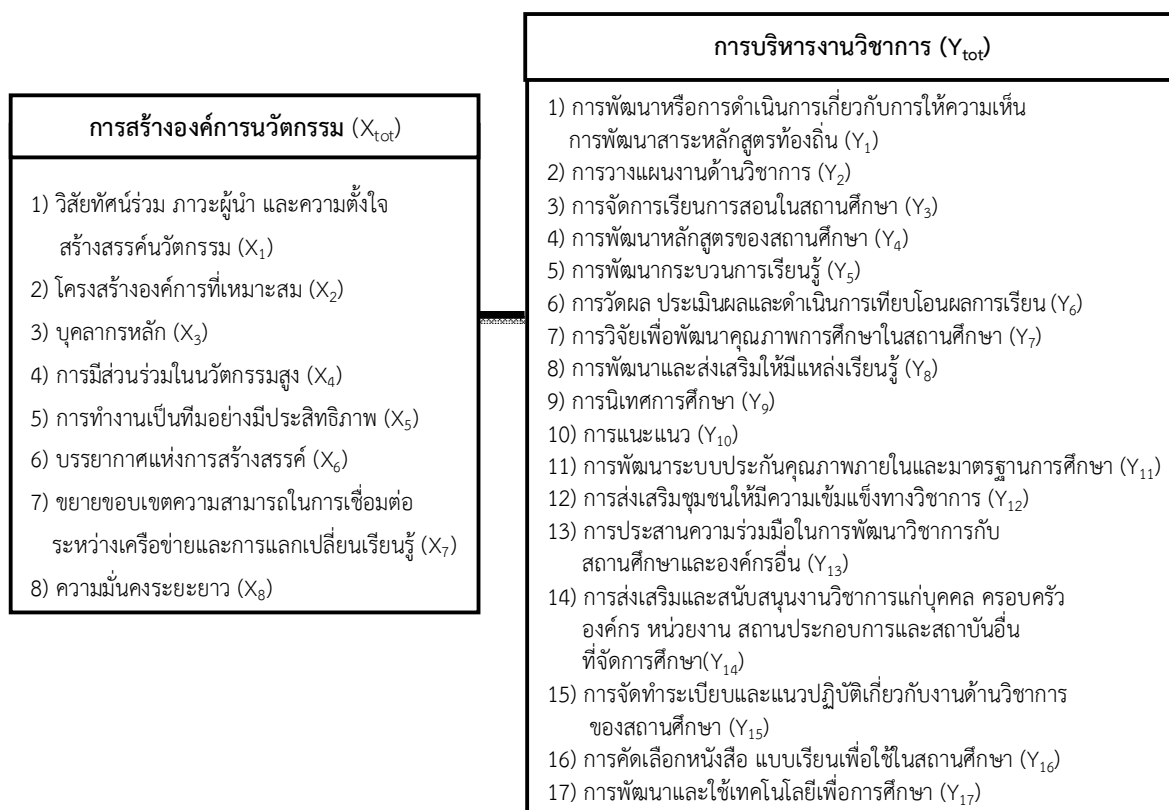 การสร้างองค์การนวัตกรรม (Xtot)
1) วิสัยทัศน์ร่วม ภาวะผู้นำ และความตั้งใจ
สร้างสรรค์นวัตกรรม (X1)
2) โครงสร้างองค์การที่เหมาะสม (X2)
3) บุคลากรหลัก (X3)
4) การมีส่วนร่วมในนวัตกรรมสูง (X4)
5) การทำงานเป็นทีมอย่างมีประสิทธิภาพ (X5)
6) บรรยากาศแห่งการสร้างสรรค์ (X6)
7) ขยายขอบเขตความสามารถในการเชื่อมต่อ
ระหว่างเครือข่ายและการแลกเปลี่ยนเรียนรู้ (X7)
8) ความมั่นคงระยะยาว (X8)
การบริหารงานวิชาการ (Ytot)
1) การพัฒนาหรือการดำเนินการเกี่ยวกับการให้ความเห็น
การพัฒนาสาระหลักสูตรท้องถิ่น (Y1)
2) การวางแผนงานด้านวิชาการ (Y2)
3) การจัดการเรียนการสอนในสถานศึกษา (Y3)
4) การพัฒนาหลักสูตรของสถานศึกษา (Y4)
5) การพัฒนากระบวนการเรียนรู้ (Y5)
6) การวัดผล ประเมินผลและดำเนินการเทียบโอนผลการเรียน (Y6)
7) การวิจัยเพื่อพัฒนาคุณภาพการศึกษาในสถานศึกษา (Y7)
8) การพัฒนาและส่งเสริมให้มีแหล่งเรียนรู้ (Y8)
9) การนิเทศการศึกษา (Y9)
10) การแนะแนว (Y10)
11) การพัฒนาระบบประกันคุณภาพภายในและมาตรฐานการศึกษา (Y11)
12) การส่งเสริมชุมชนให้มีความเข้มแข็งทางวิชาการ (Y12)
13) การประสานความร่วมมือในการพัฒนาวิชาการกับ
สถานศึกษาและองค์กรอื่น (Y13)
14) การส่งเสริมและสนับสนุนงานวิชาการแก่บุคคล ครอบครัว
องค์กร หน่วยงาน สถานประกอบการและสถาบันอื่น
ที่จัดการศึกษา(Y14)
15) การจัดทำระเบียบและแนวปฏิบัติเกี่ยวกับงานด้านวิชาการ
ของสถานศึกษา (Y15)
16) การคัดเลือกหนังสือ แบบเรียนเพื่อใช้ในสถานศึกษา (Y16)
17) การพัฒนาและใช้เทคโนโลยีเพื่อการศึกษา (Y17)